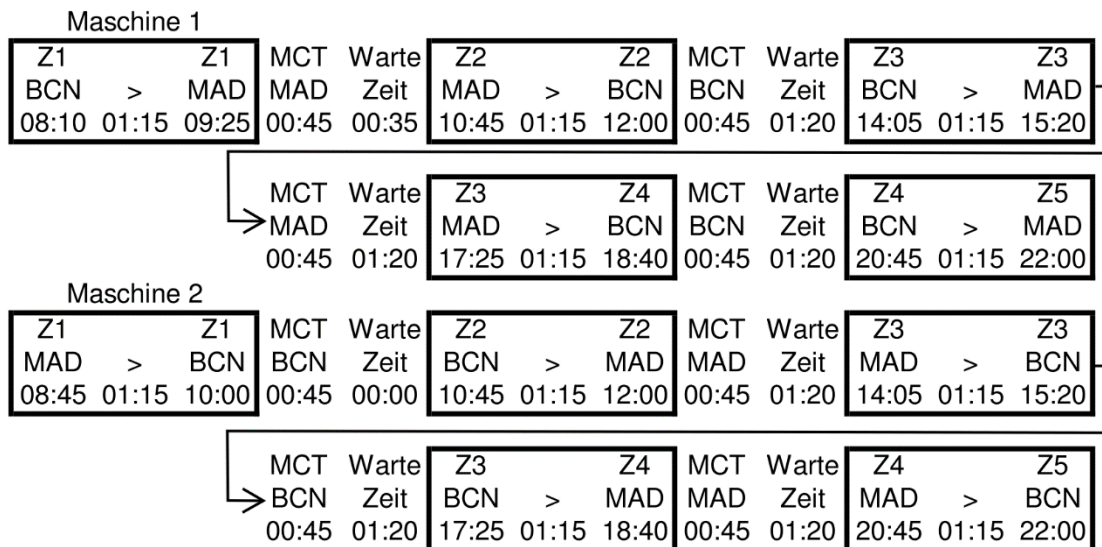 Maschine 1
Z1 Z1 MCT Warte Z2 Z2 MCT Warte Z3 Z3
BCN > MAD MAD Zeit MAD > BCN BCN Zeit BCN > MAD
08:10 01:15 09:25 00:45 00:35 10:45 01:15 12:00 00:45 01:20 14:05 01:15 15:20
MCT Warte Z3 Z4 MCT Warte Z4 Z5
MAD Zeit MAD > BCN BCN Zeit BCN > MAD
00:45 01:20 17:25 01:15 18:40 00:45 01:20 20:45 01:15 22:00
Maschine 2
Z1 Z1 MCT Warte Z2 Z2 MCT Warte Z3 Z3
MAD > BCN BCN Zeit BCN > MAD MAD Zeit MAD > BCN
08:45 01:15 10:00 00:45 00:00 10:45 01:15 12:00 00:45 01:20 14:05 01:15 15:20
MCT Warte Z3 Z4 MCT Warte Z4 Z5
BCN Zeit BCN > MAD MAD Zeit MAD > BCN
00:45 01:20 17:25 01:15 18:40 00:45 01:20 20:45 01:15 22:00